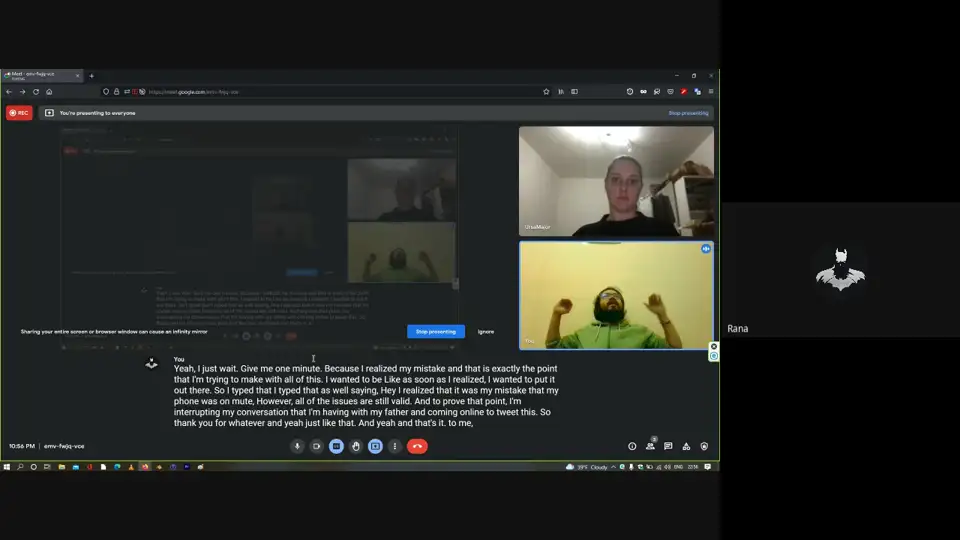 Meet - emv-fwjq-vce
https://meet.google.com/emv-fwjq-vce
REC
You're presenting to everyone
Stop presenting
Sharing your entire screen or browser window can cause an infinity mirror
Stop presenting
Ignore
You
Yeah, I just wait. Give me one minute. Because I realized my mistake and that is exactly the point
that I'm trying to make with all of this. I wanted to be Like as soon as I realized, I wanted to put it
out there. So I typed that I typed that as well saying, Hey I realized that it was my mistake that my
phone was on mute, However, all of the issues are still valid. And to prove that point, I'm
interrupting my conversation that I'm having with my father and coming online to tweet this. So
thank you for whatever and yeah just like that. And yeah and that's it. to me,
10:56 PM | emv-fwjq-vce
39°F Cloudy
ENG
Rana